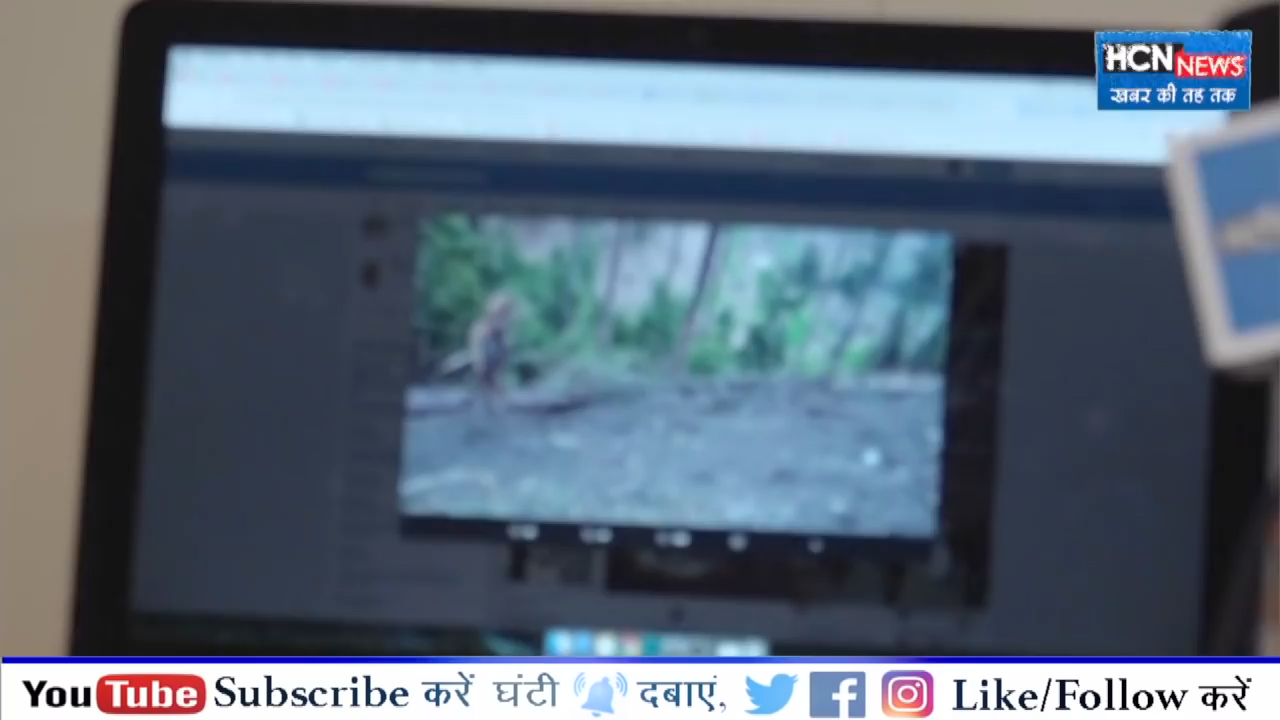 HCN NEWS
खबर की तह तक
YouTube Subscribe करें घंटी दबाएं, Like/Follow करें